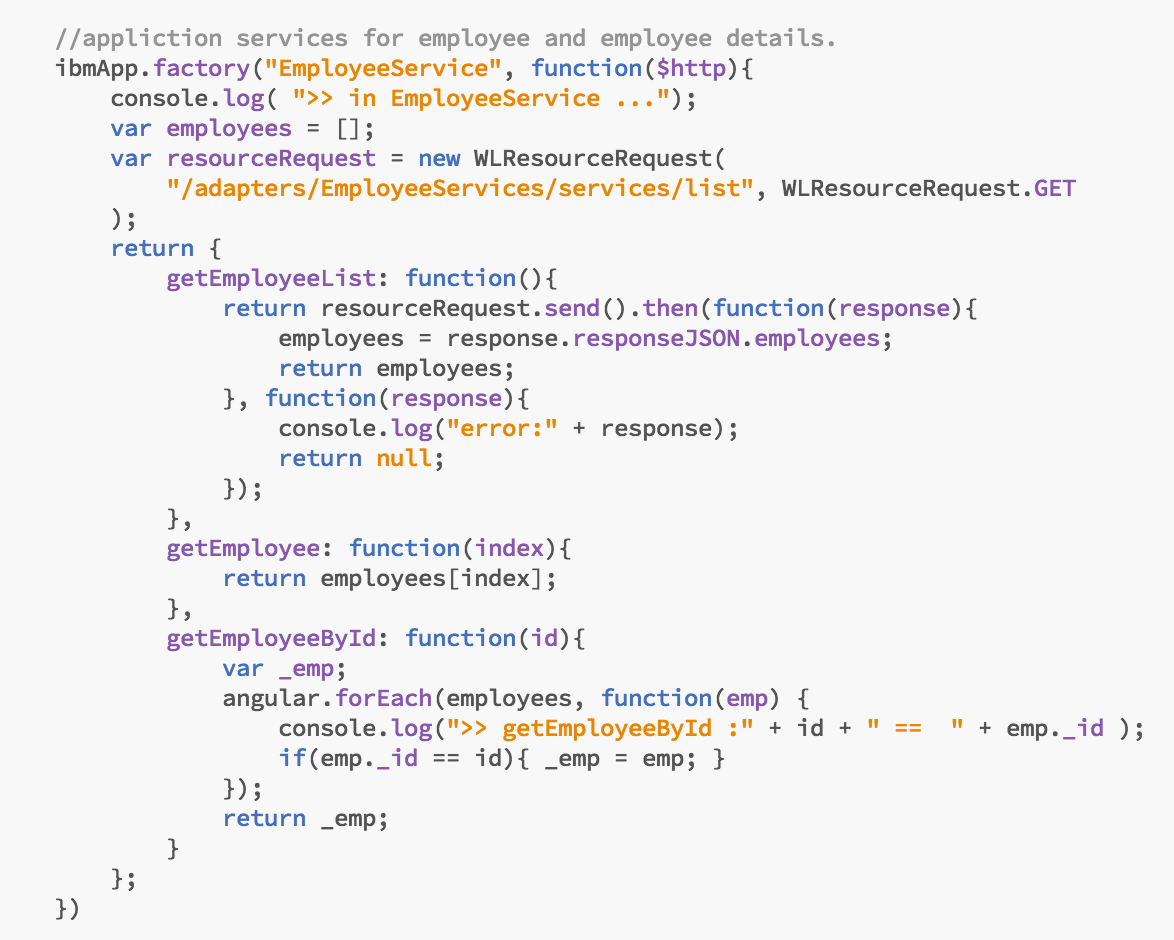 //appliction services for employee and employee details.
ibmApp.factory("EmployeeService", function($http){
    console.log( ">> in EmployeeService ...");
    var employees = [];
    var resourceRequest = new WLResourceRequest(
        "/adapters/EmployeeServices/services/list", WLResourceRequest.GET
    );
    return {
        getEmployeeList: function(){
            return resourceRequest.send().then(function(response){
                employees = response.responseJSON.employees;
                return employees;
            }, function(response){
                console.log("error:" + response);
                return null;
            });
        },
        getEmployee: function(index){
            return employees[index];
        },
        getEmployeeById: function(id){
            var _emp;
            angular.forEach(employees, function(emp) {
                console.log(">> getEmployeeById :" + id + " ==  " + emp._id );
                if(emp._id == id){ _emp = emp; }
            });
            return _emp;
        }
    };
})